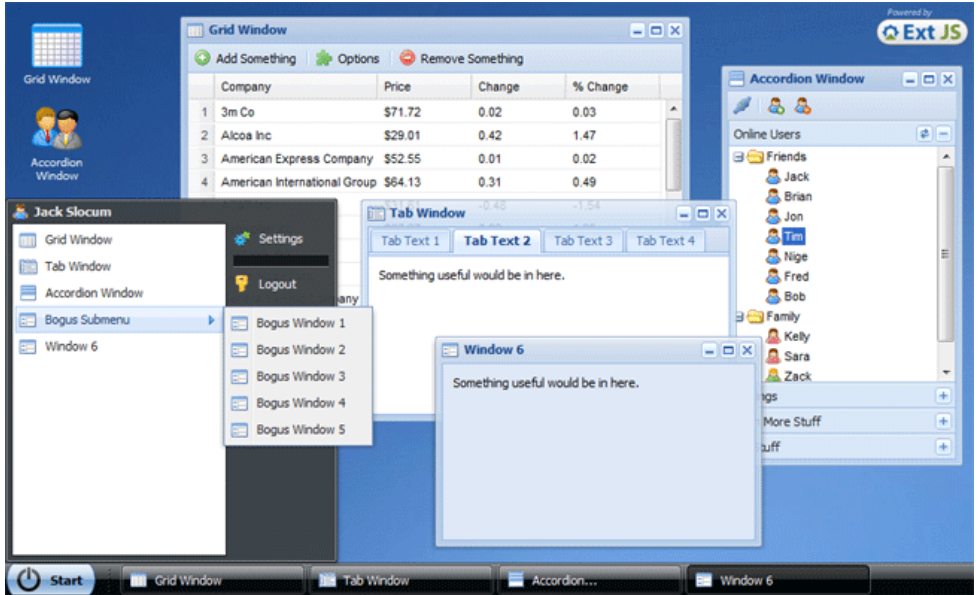 Powered by
Ext JS
Grid Window
Accordion
Window
Grid Window
Add Something
Options
Remove Something
Company Price Change % Change
1 3m Co $71.72 0.02 0.03
2 Alcoa Inc $29.01 0.42 1.47
3 American Express Company $52.55 0.01 0.02
4 American International Group $64.13 0.31 0.49
-0.48 -1.54
any
Accordion Window
Online Users
Friends
Jack
Brian
Jon
Tim
Nige
Fred
Bob
Family
Kelly
Sara
Zack
ngs
More Stuff
uff
Tab Window
Tab Text 1 Tab Text 2 Tab Text 3 Tab Text 4
Something useful would be in here.
Window 6
Something useful would be in here.
Jack Slocum
Grid Window
Tab Window
Accordion Window
Bogus Submenu
Window 6
Settings
Logout
Bogus Window 1
Bogus Window 2
Bogus Window 3
Bogus Window 4
Bogus Window 5
Start
Grid Window
Tab Window
Accordion...
Window 6